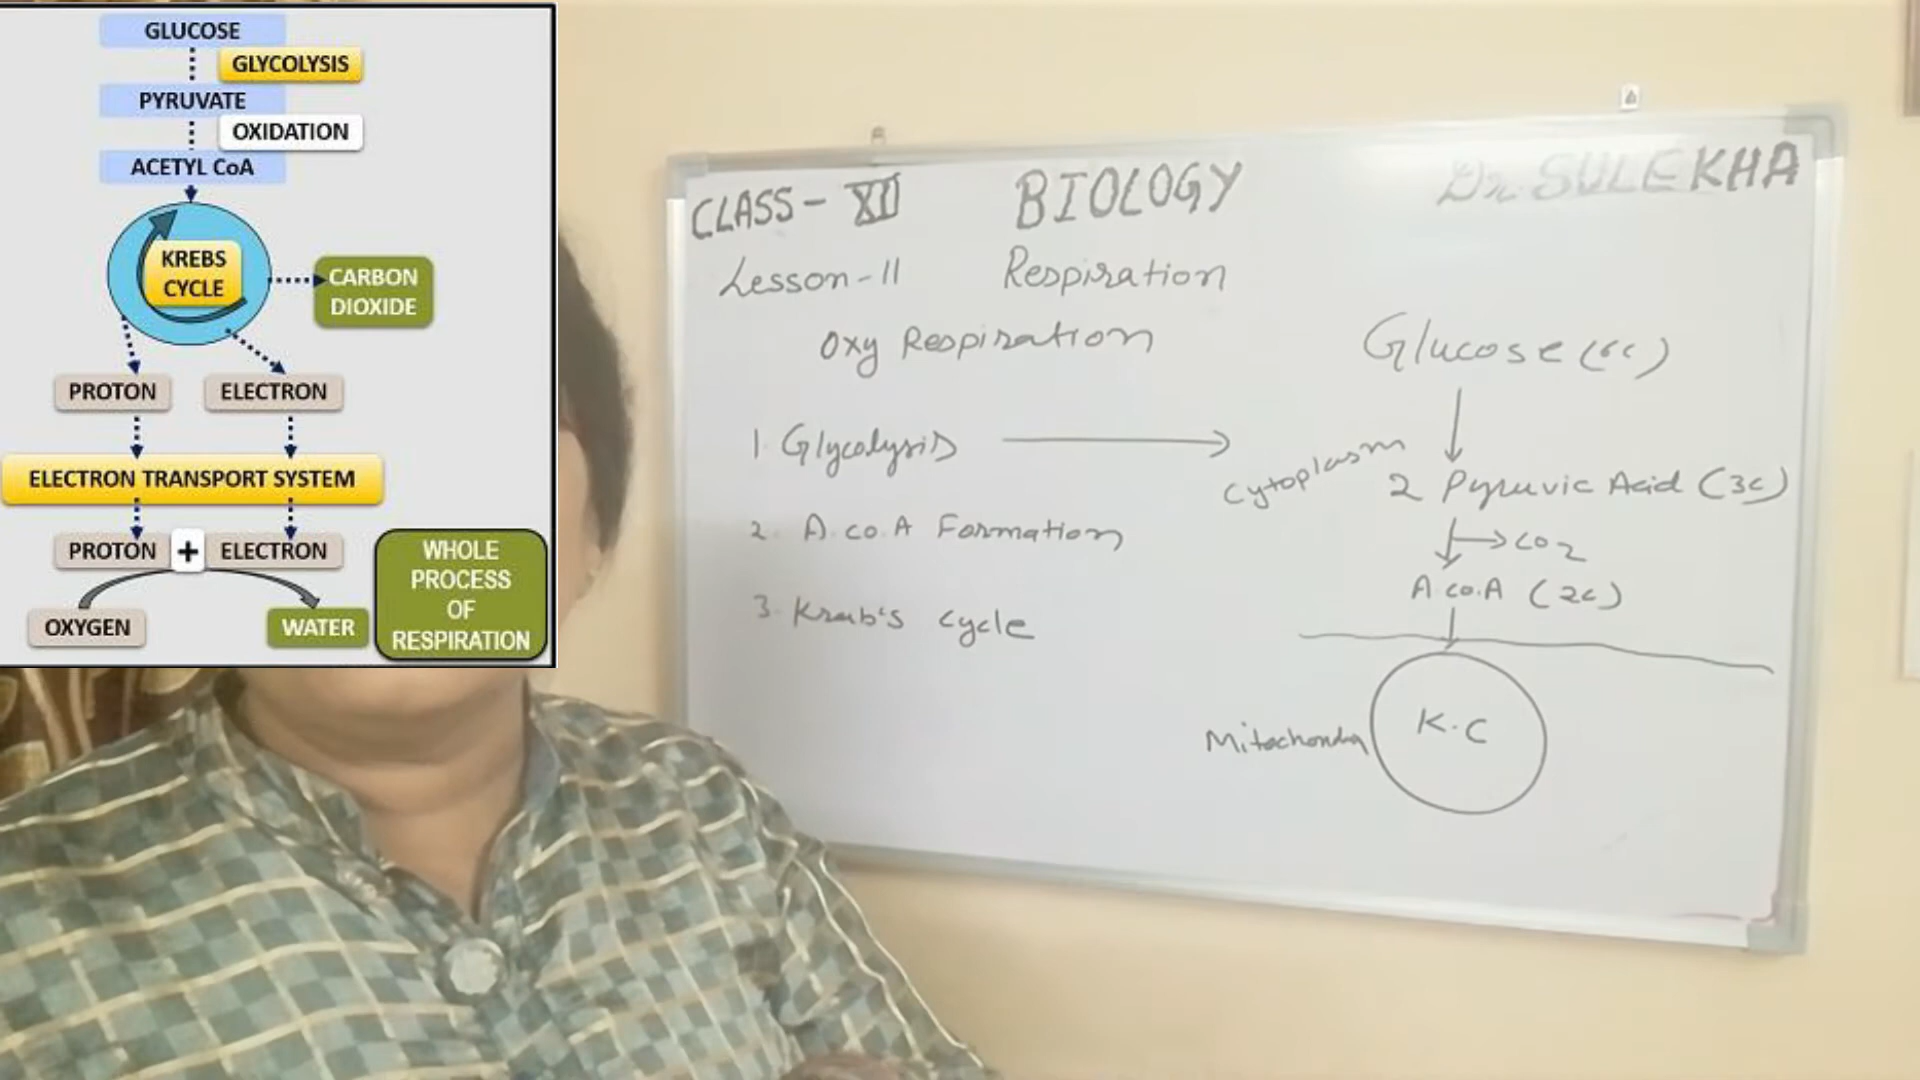 GLUCOSE
GLYCOLYSIS
PYRUVATE
OXIDATION
ACETYL CoA
KREBS
CYCLE
CARBON
DIOXIDE
PROTON ELECTRON
ELECTRON TRANSPORT SYSTEM
PROTON + ELECTRON
OXYGEN WATER
WHOLE
PROCESS
OF
RESPIRATION
CLASS - XI BIOLOGY Dr. SULEKHA
Lesson-11 Respiration
Oxy Respiration
1. Glycolysis →
2. A.co.A Formation
3. Kreb's cycle
Glucose (6c)
Cytoplasm
2 Pyruvic Acid (3c)
→ CO2
A.co.A (2c)
K.C
Mitochondria